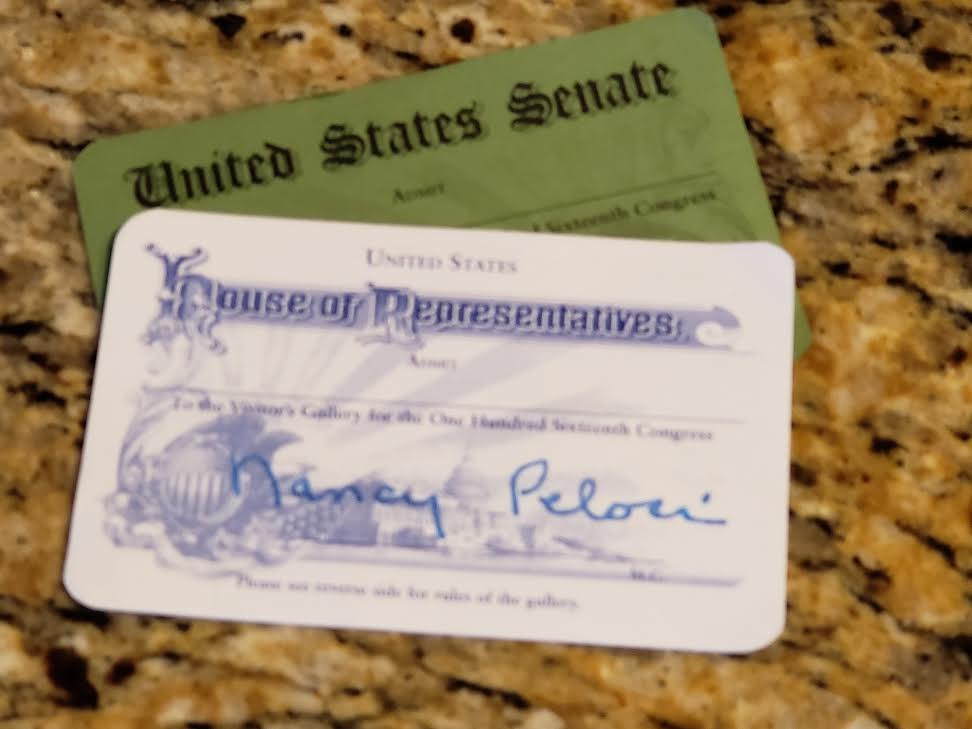 United States Senate
Admit
Sixteenth Congress
United States
House of Representatives
Admit
To the Visitor's Gallery for the One Hundred Sixteenth Congress
Nancy Pelosi
M.C.
Please see reverse side for rules of the gallery.